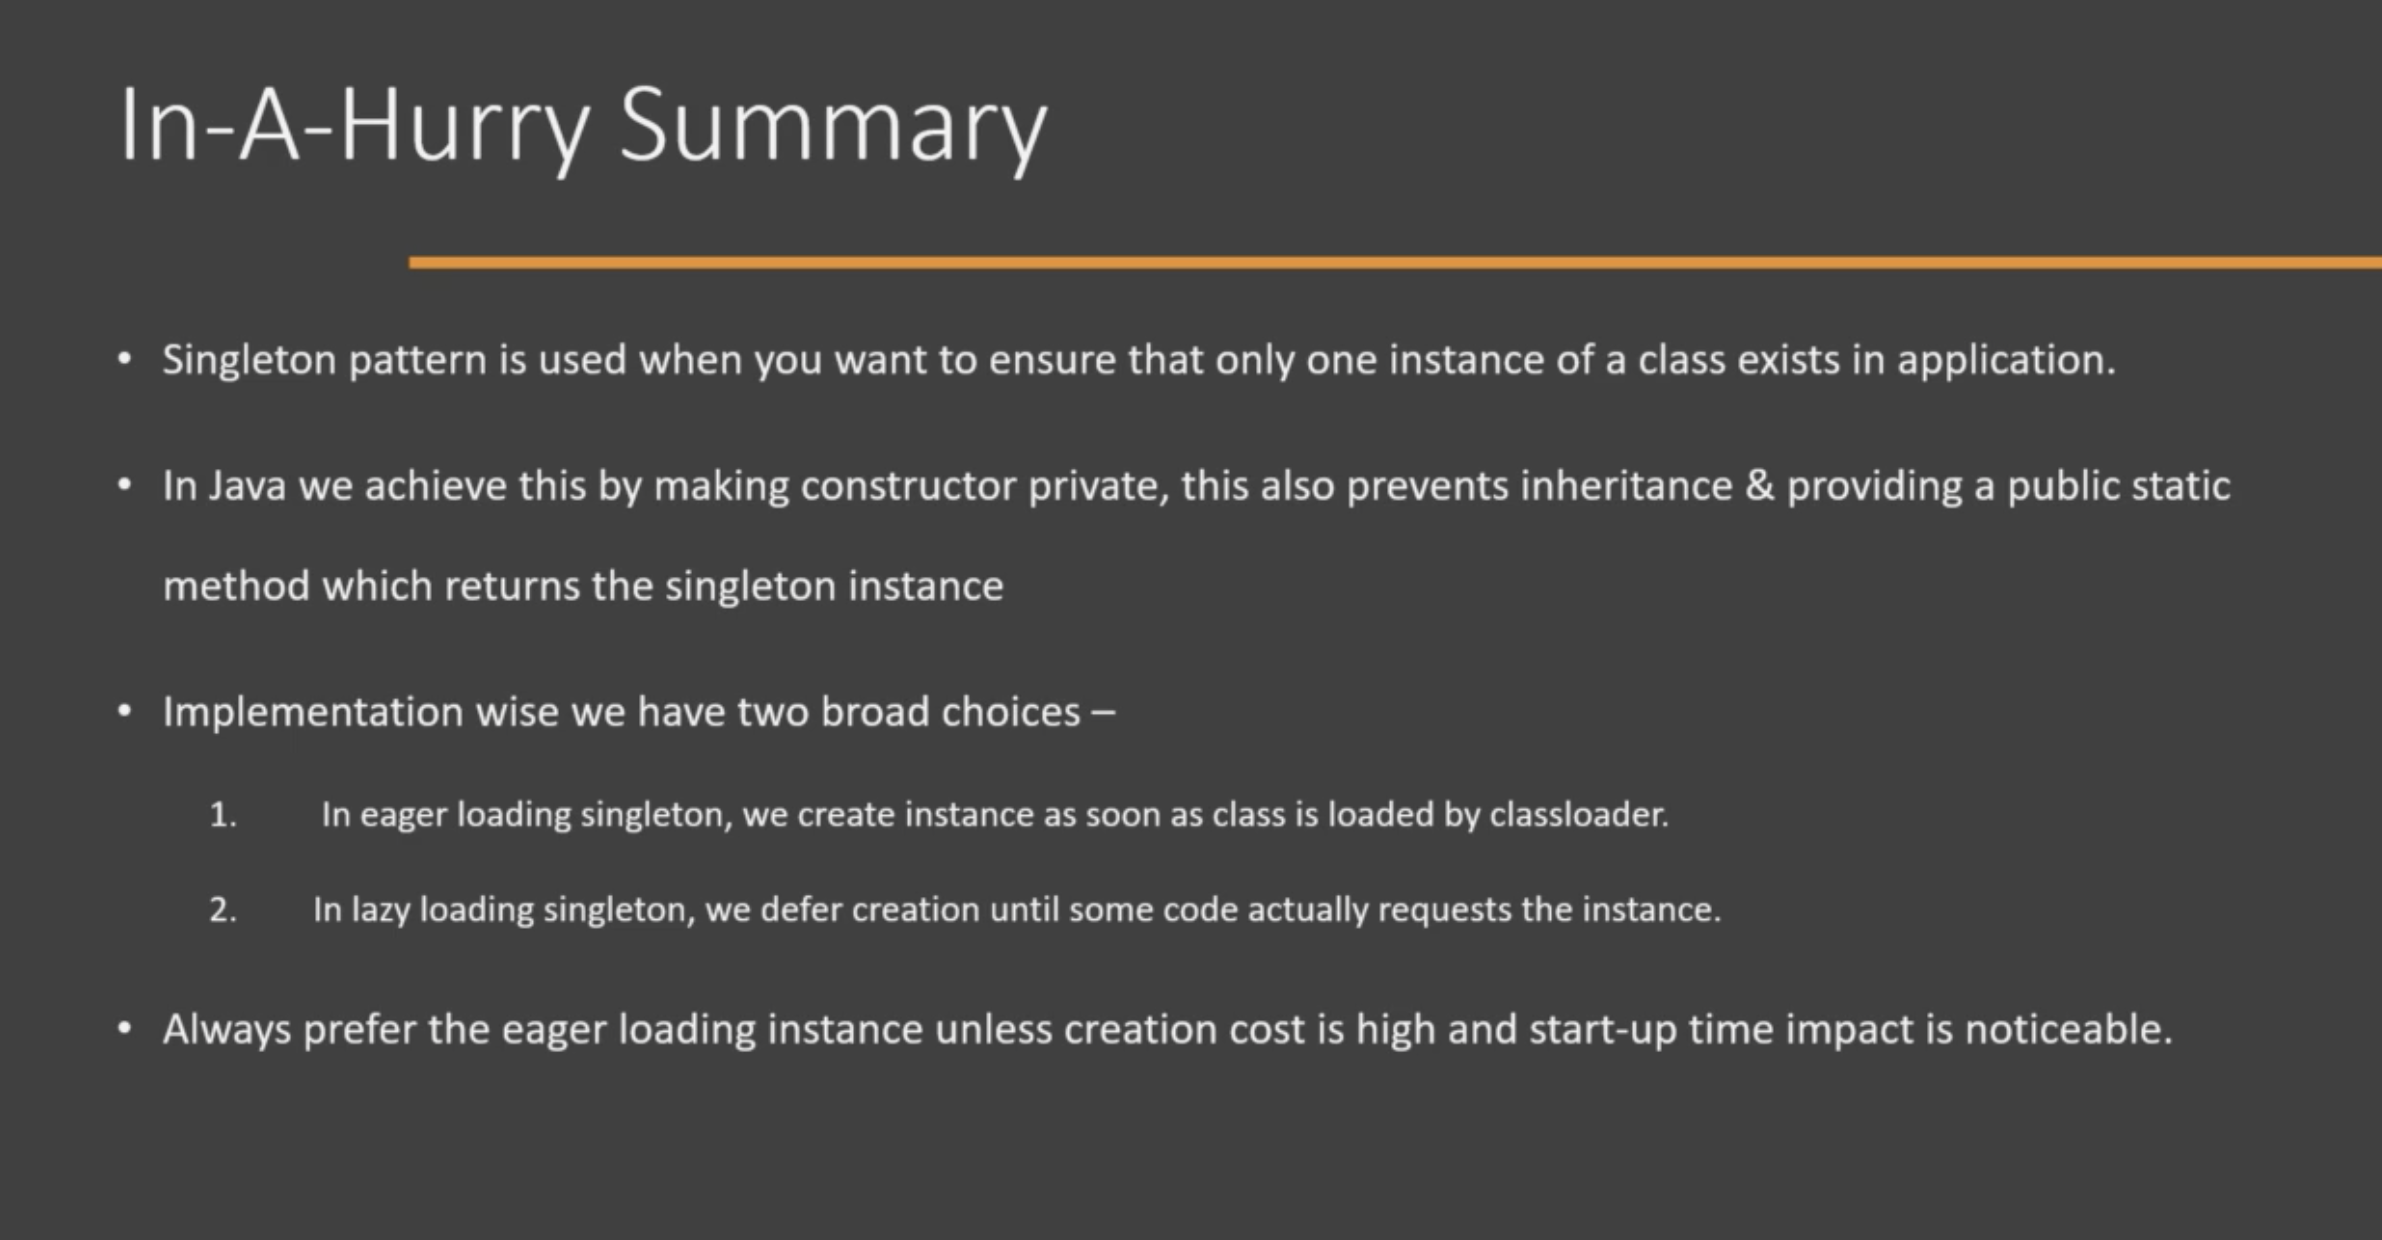 In-A-Hurry Summary
• Singleton pattern is used when you want to ensure that only one instance of a class exists in application.
• In Java we achieve this by making constructor private, this also prevents inheritance & providing a public static
method which returns the singleton instance
• Implementation wise we have two broad choices –
1. In eager loading singleton, we create instance as soon as class is loaded by classloader.
2. In lazy loading singleton, we defer creation until some code actually requests the instance.
• Always prefer the eager loading instance unless creation cost is high and start-up time impact is noticeable.